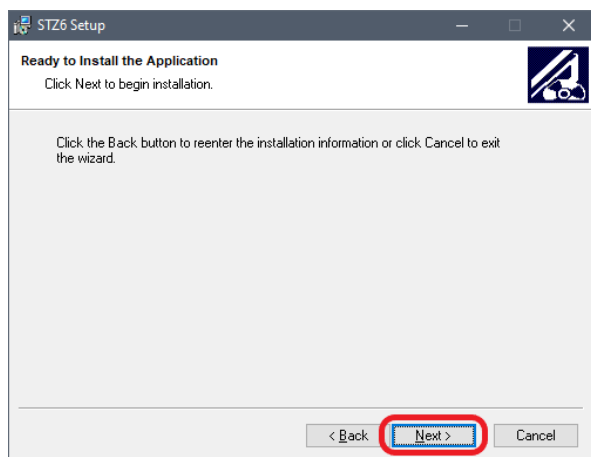 STZ6 Setup
Ready to Install the Application
Click Next to begin installation.
Click the Back button to reenter the installation information or click Cancel to exit
the wizard.
< Back Next > Cancel